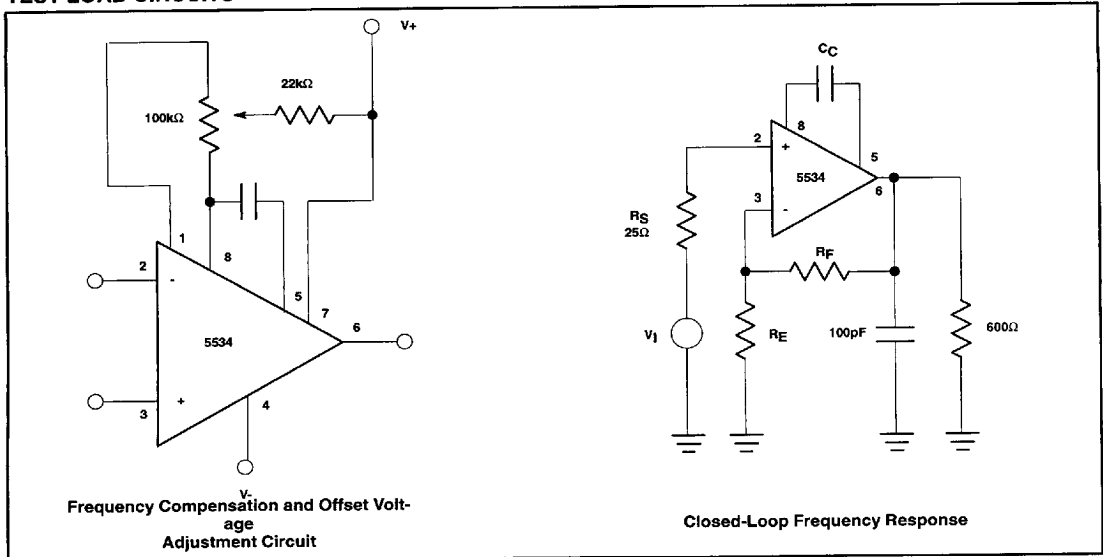 V+
22kΩ
100kΩ
1
8
2
-
5
7
5534
6
3
+
4
V-
Frequency Compensation and Offset Volt-
age
Adjustment Circuit
CC
8
2
+
5
5534
6
3
-
RS
25Ω
RF
VI
RE
100pF
600Ω
Closed-Loop Frequency Response